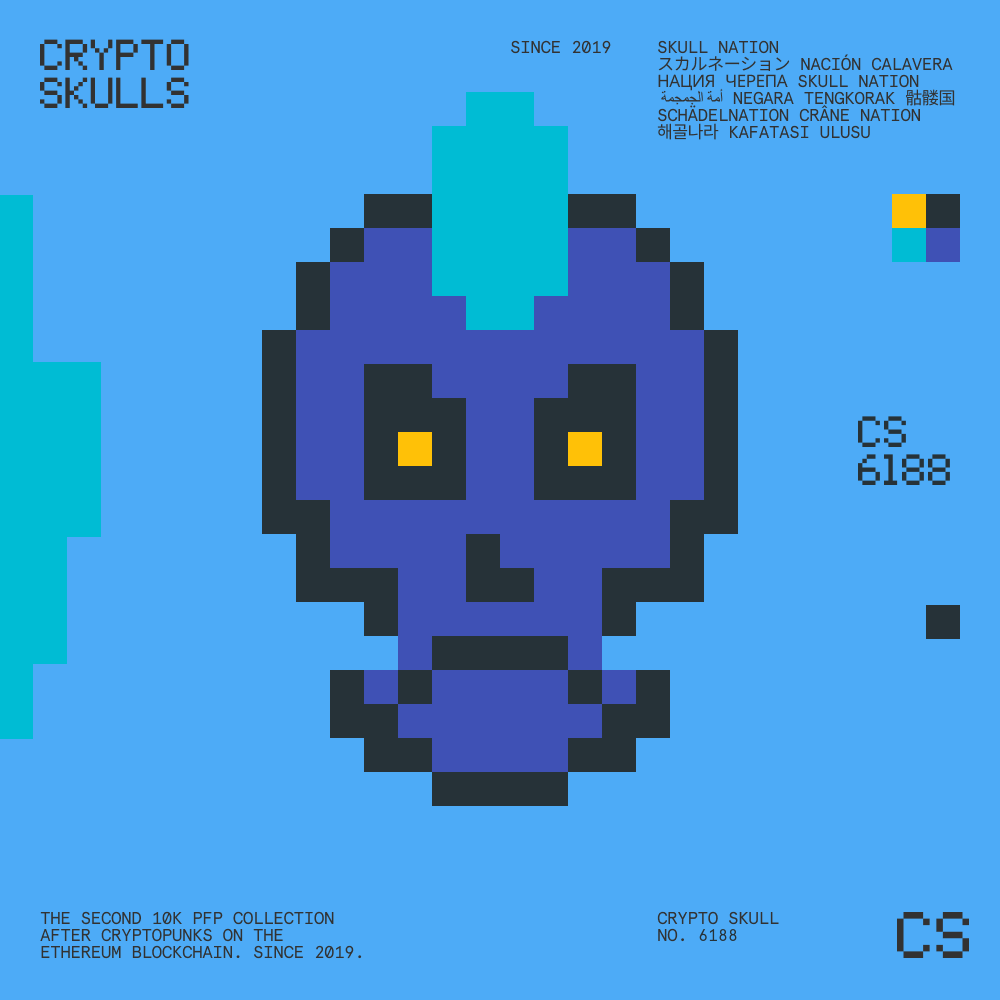 CRYPTO
SKULLS
SINCE 2019
SKULL NATION
スカルネーション NACIÓN CALAVERA
НАЦИЯ ЧЕРЕПА SKULL NATION
أمة الجمجمة NEGARA TENGKORAK 骷髅国
SCHÄDELNATION CRÂNE NATION
해골나라 KAFATASI ULUSU
CS
6188
THE SECOND 10K PFP COLLECTION
AFTER CRYPTOPUNKS ON THE
ETHEREUM BLOCKCHAIN. SINCE 2019.
CRYPTO SKULL
NO. 6188
CS